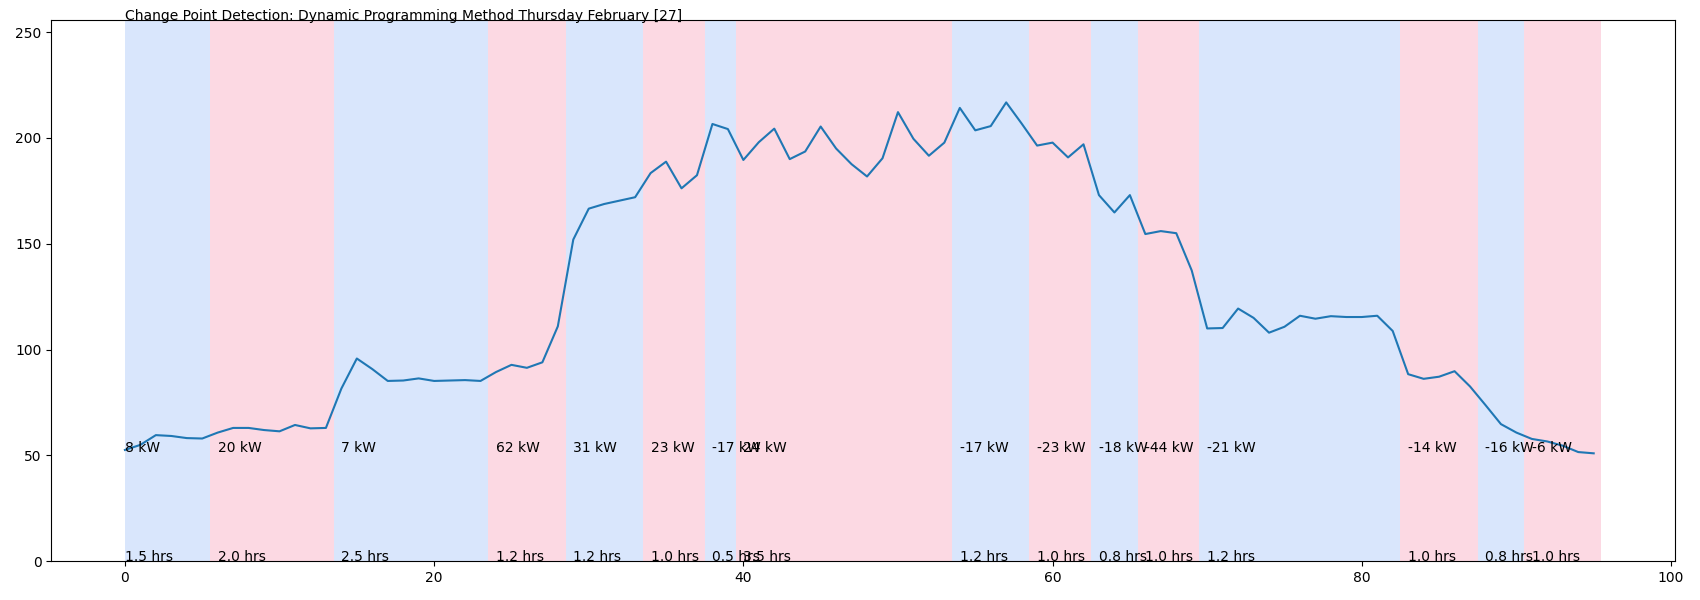 Change Point Detection: Dynamic Programming Method Thursday February [27]
250
200
150
100
50
0
8 kW 20 kW 7 kW 62 kW 31 kW 23 kW -17 kW 24 kW -17 kW -23 kW -18 kW -44 kW -21 kW -14 kW -16 kW -6 kW
1.5 hrs 2.0 hrs 2.5 hrs 1.2 hrs 1.2 hrs 1.0 hrs 0.5 hrs 3.5 hrs 1.2 hrs 1.0 hrs 0.8 hrs 1.0 hrs 1.2 hrs 1.0 hrs 0.8 hrs 1.0 hrs
0 20 40 60 80 100